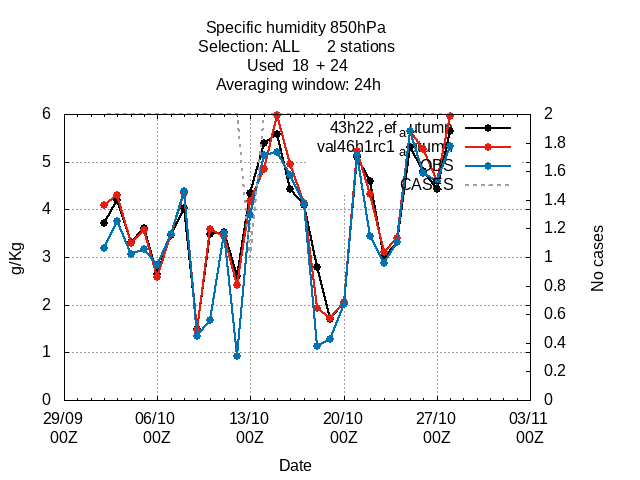 Specific humidity 850hPa
Selection: ALL 2 stations
Used 18 + 24
Averaging window: 24h
43h22_ref_autumn
val46h1rc1_autumn
OBS
CASES
g/Kg
6
5
4
3
2
1
0
No cases
2
1.8
1.6
1.4
1.2
1
0.8
0.6
0.4
0.2
0
29/09 06/10 13/10 20/10 27/10 03/11
00Z 00Z 00Z 00Z 00Z 00Z
Date